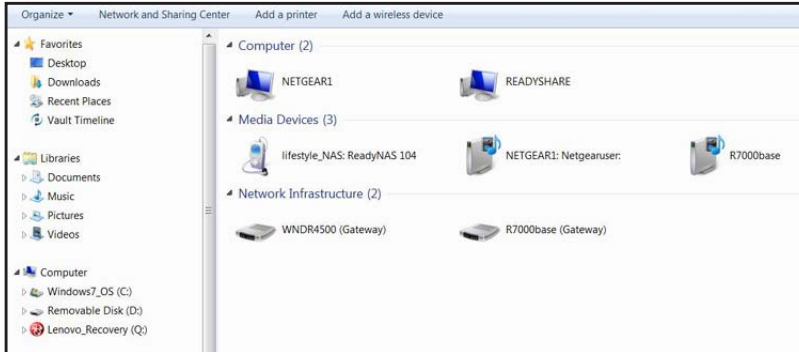 Organize Network and Sharing Center Add a printer Add a wireless device
Favorites
Desktop
Downloads
Recent Places
Vault Timeline
Libraries
Documents
Music
Pictures
Videos
Computer
Windows7_OS (C:)
Removable Disk (D:)
Lenovo_Recovery (Q:)
Computer (2)
NETGEAR1 READYSHARE
Media Devices (3)
lifestyle_NAS: ReadyNAS 104 NETGEAR1: Netgearuser: R7000base
Network Infrastructure (2)
WNDR4500 (Gateway) R7000base (Gateway)